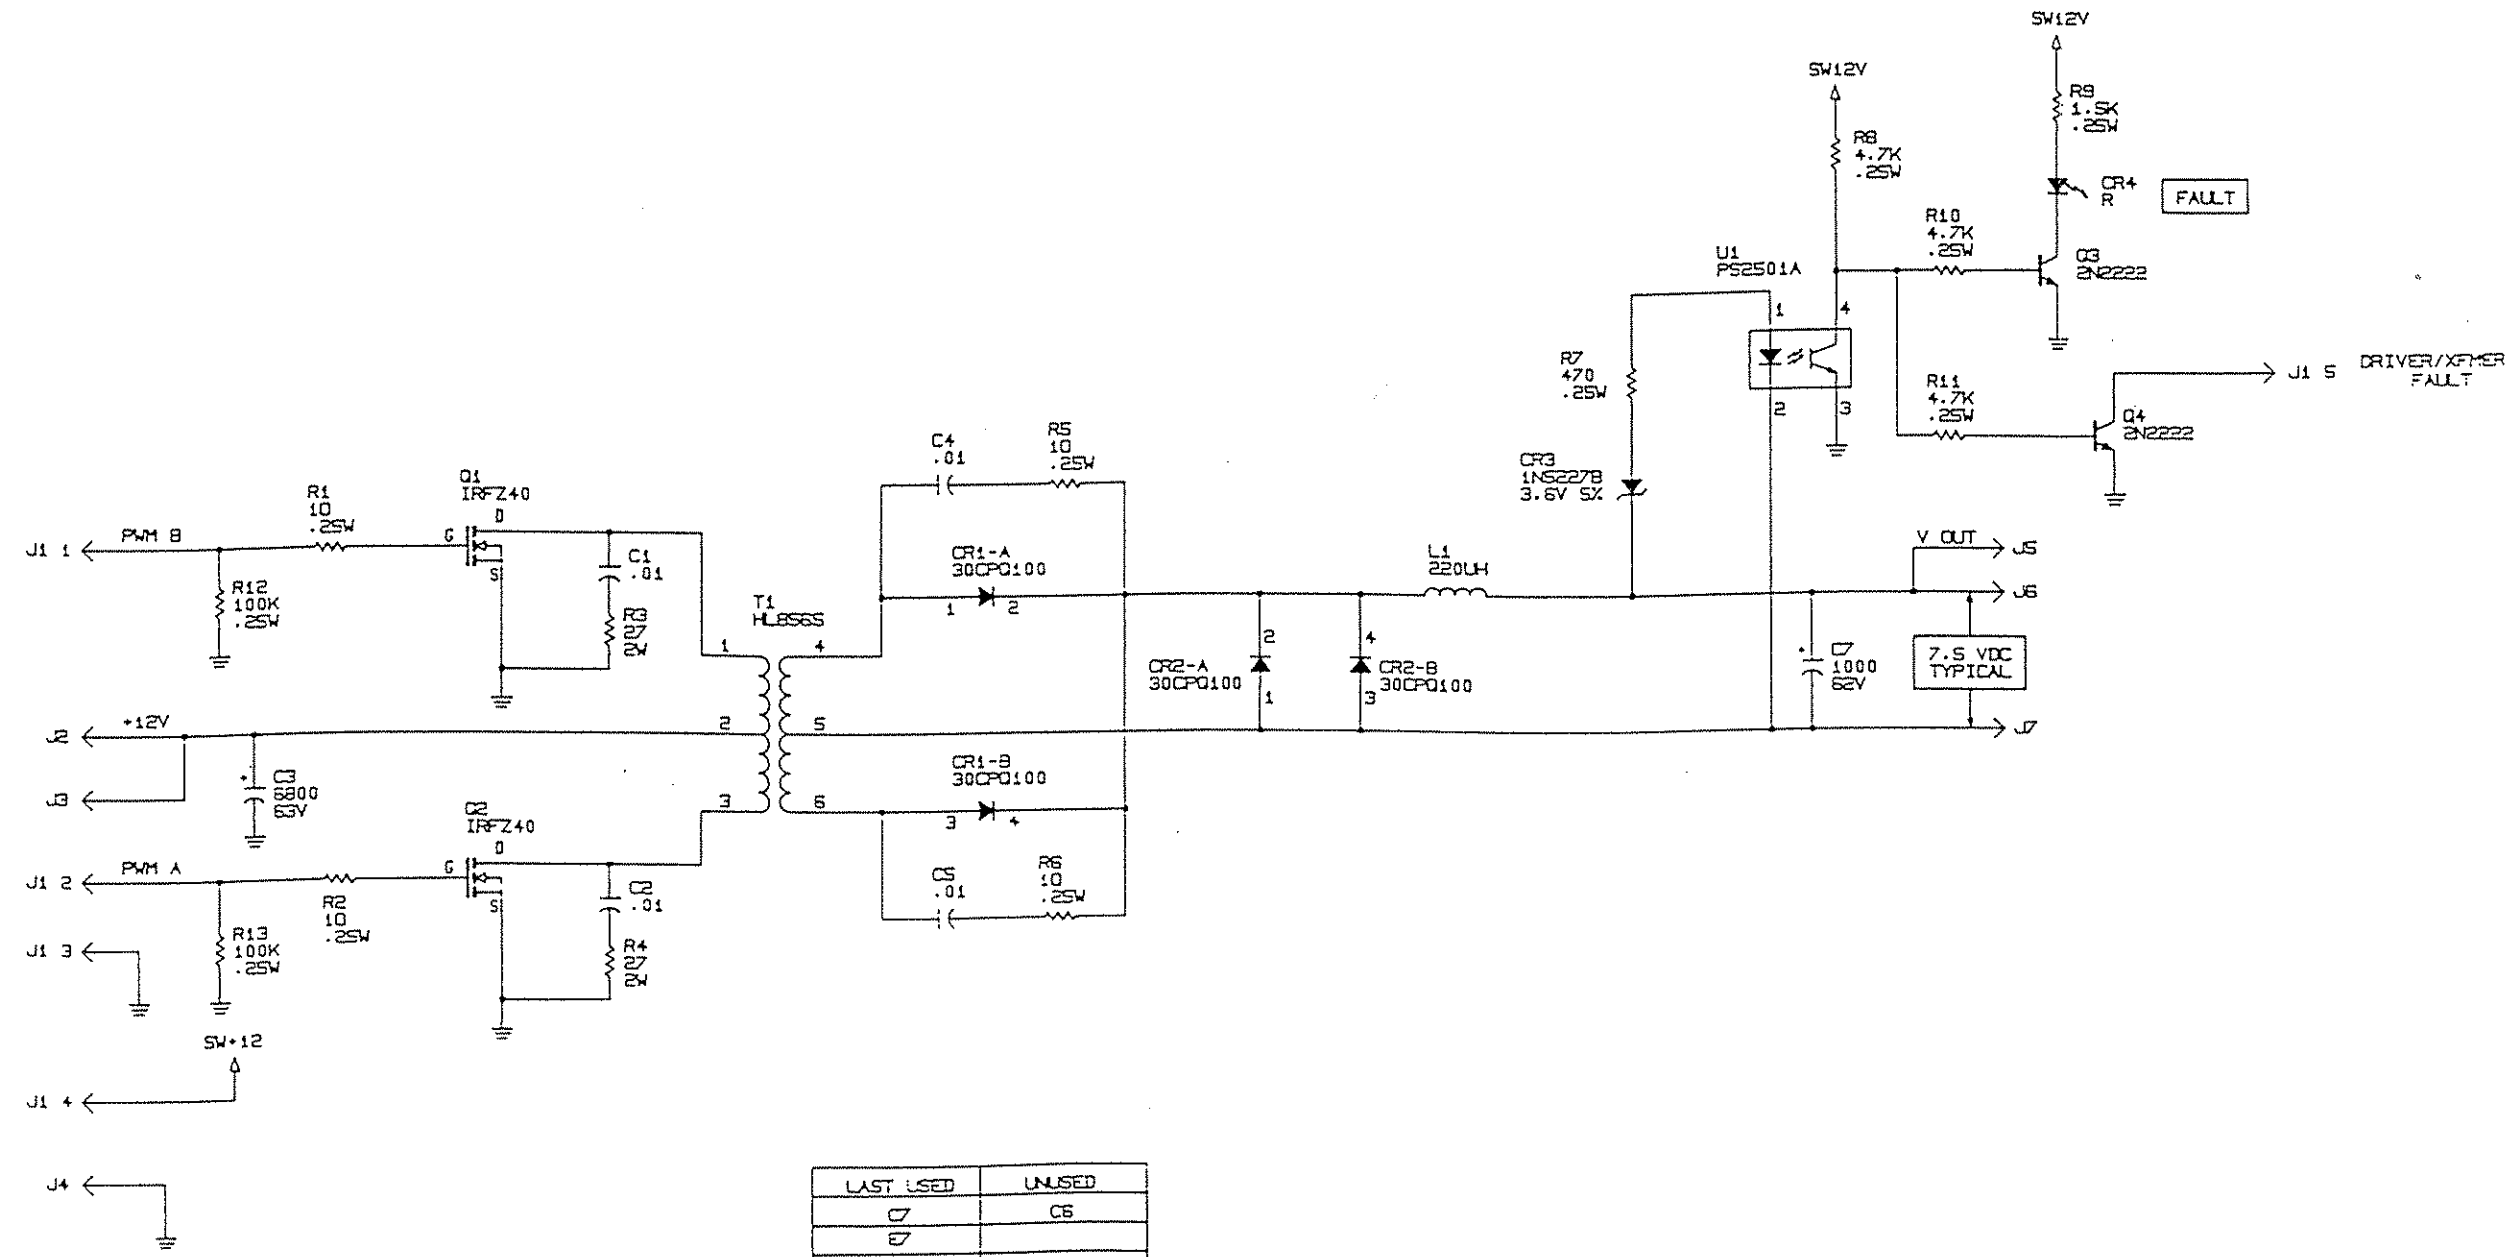 SW12V
R9
1.5K
.25W
CR4
R
FAULT
SW12V
R8
4.7K
.25W
R10
4.7K
.25W
Q3
2N2222
U1
PS2501A
1
4
2
3
R7
470
.25W
R11
4.7K
.25W
Q4
2N2222
J1 5
DRIVER/XFMER
FAULT
CR3
1N5227B
3.6V 5%
C4
.01
R5
10
.25W
Q1
IRFZ40
D
G
S
R1
10
.25W
J1 1
PWM B
R12
100K
.25W
C1
.01
R3
27
2W
CR1-A
30CPQ100
1
2
L1
220UH
V OUT
J5
J6
T1
HL8565
1
4
2
5
3
6
CR2-A
30CPQ100
2
1
4
3
CR2-B
30CPQ100
C7
1000
62V
7.5 VDC
TYPICAL
J7
J2
+12V
J3
C3
6800
63V
CR1-B
30CPQ100
3
4
Q2
IRFZ40
D
G
S
J1 2
PWM A
R2
10
.25W
R13
100K
.25W
C2
.01
R4
27
2W
C5
.01
R6
10
.25W
J1 3
SW+12
J1 4
J4
LAST USED UNUSED
C7 C6
E7